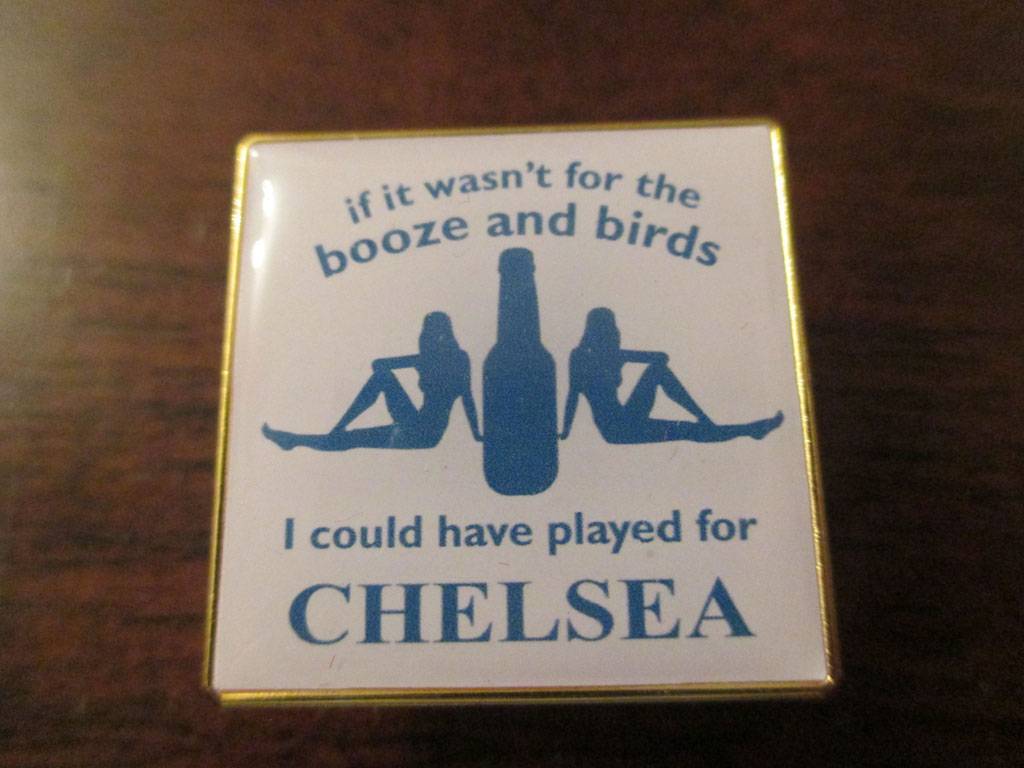 if it wasn't for the
booze and birds
I could have played for
CHELSEA